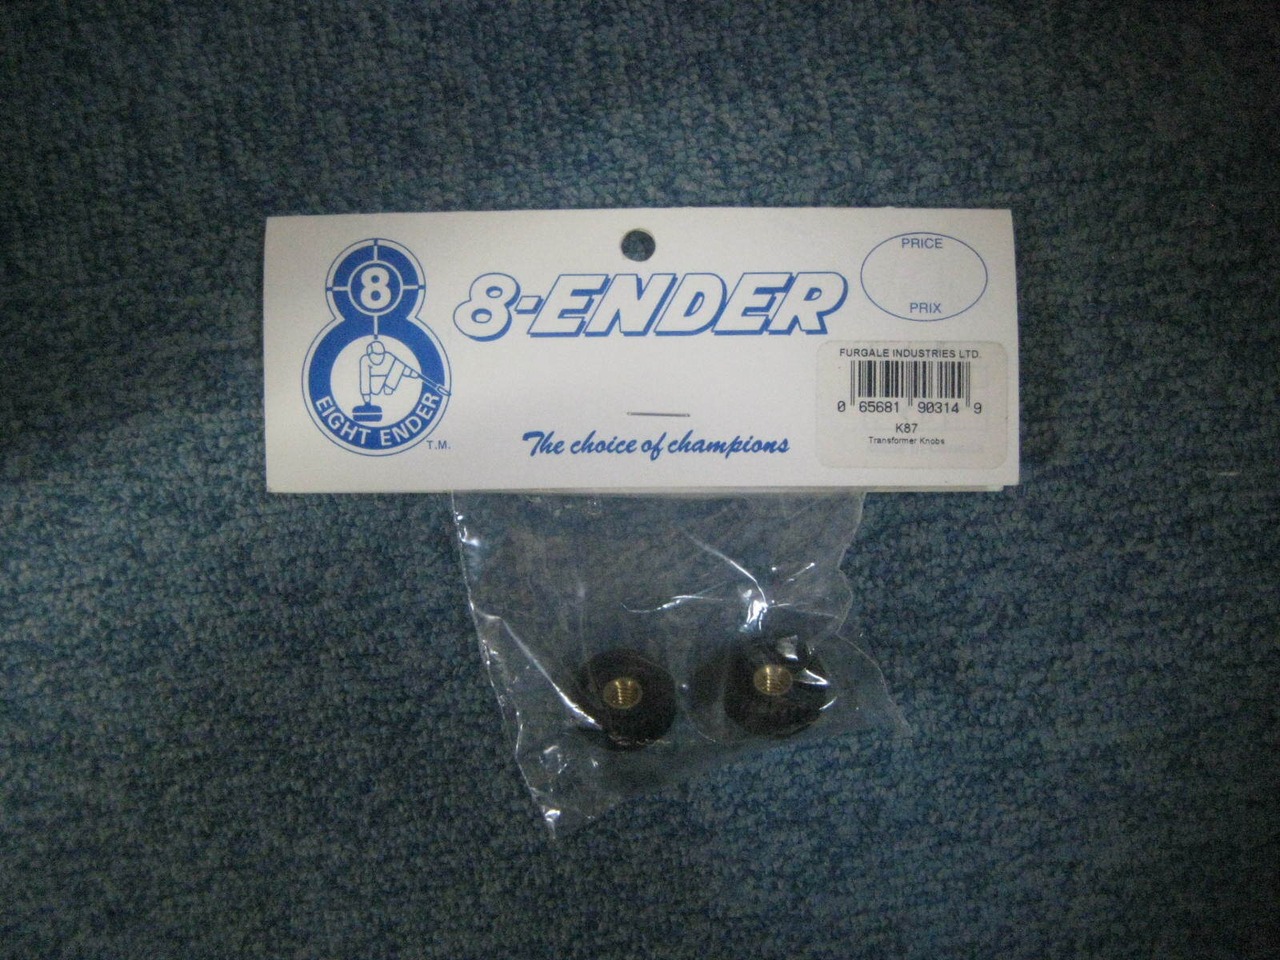 8
EIGHT ENDER
T.M.
8-ENDER
The choice of champions
PRICE
PRIX
FURGALE INDUSTRIES LTD.
0 65681 90314 9
K87
Transformer Knobs